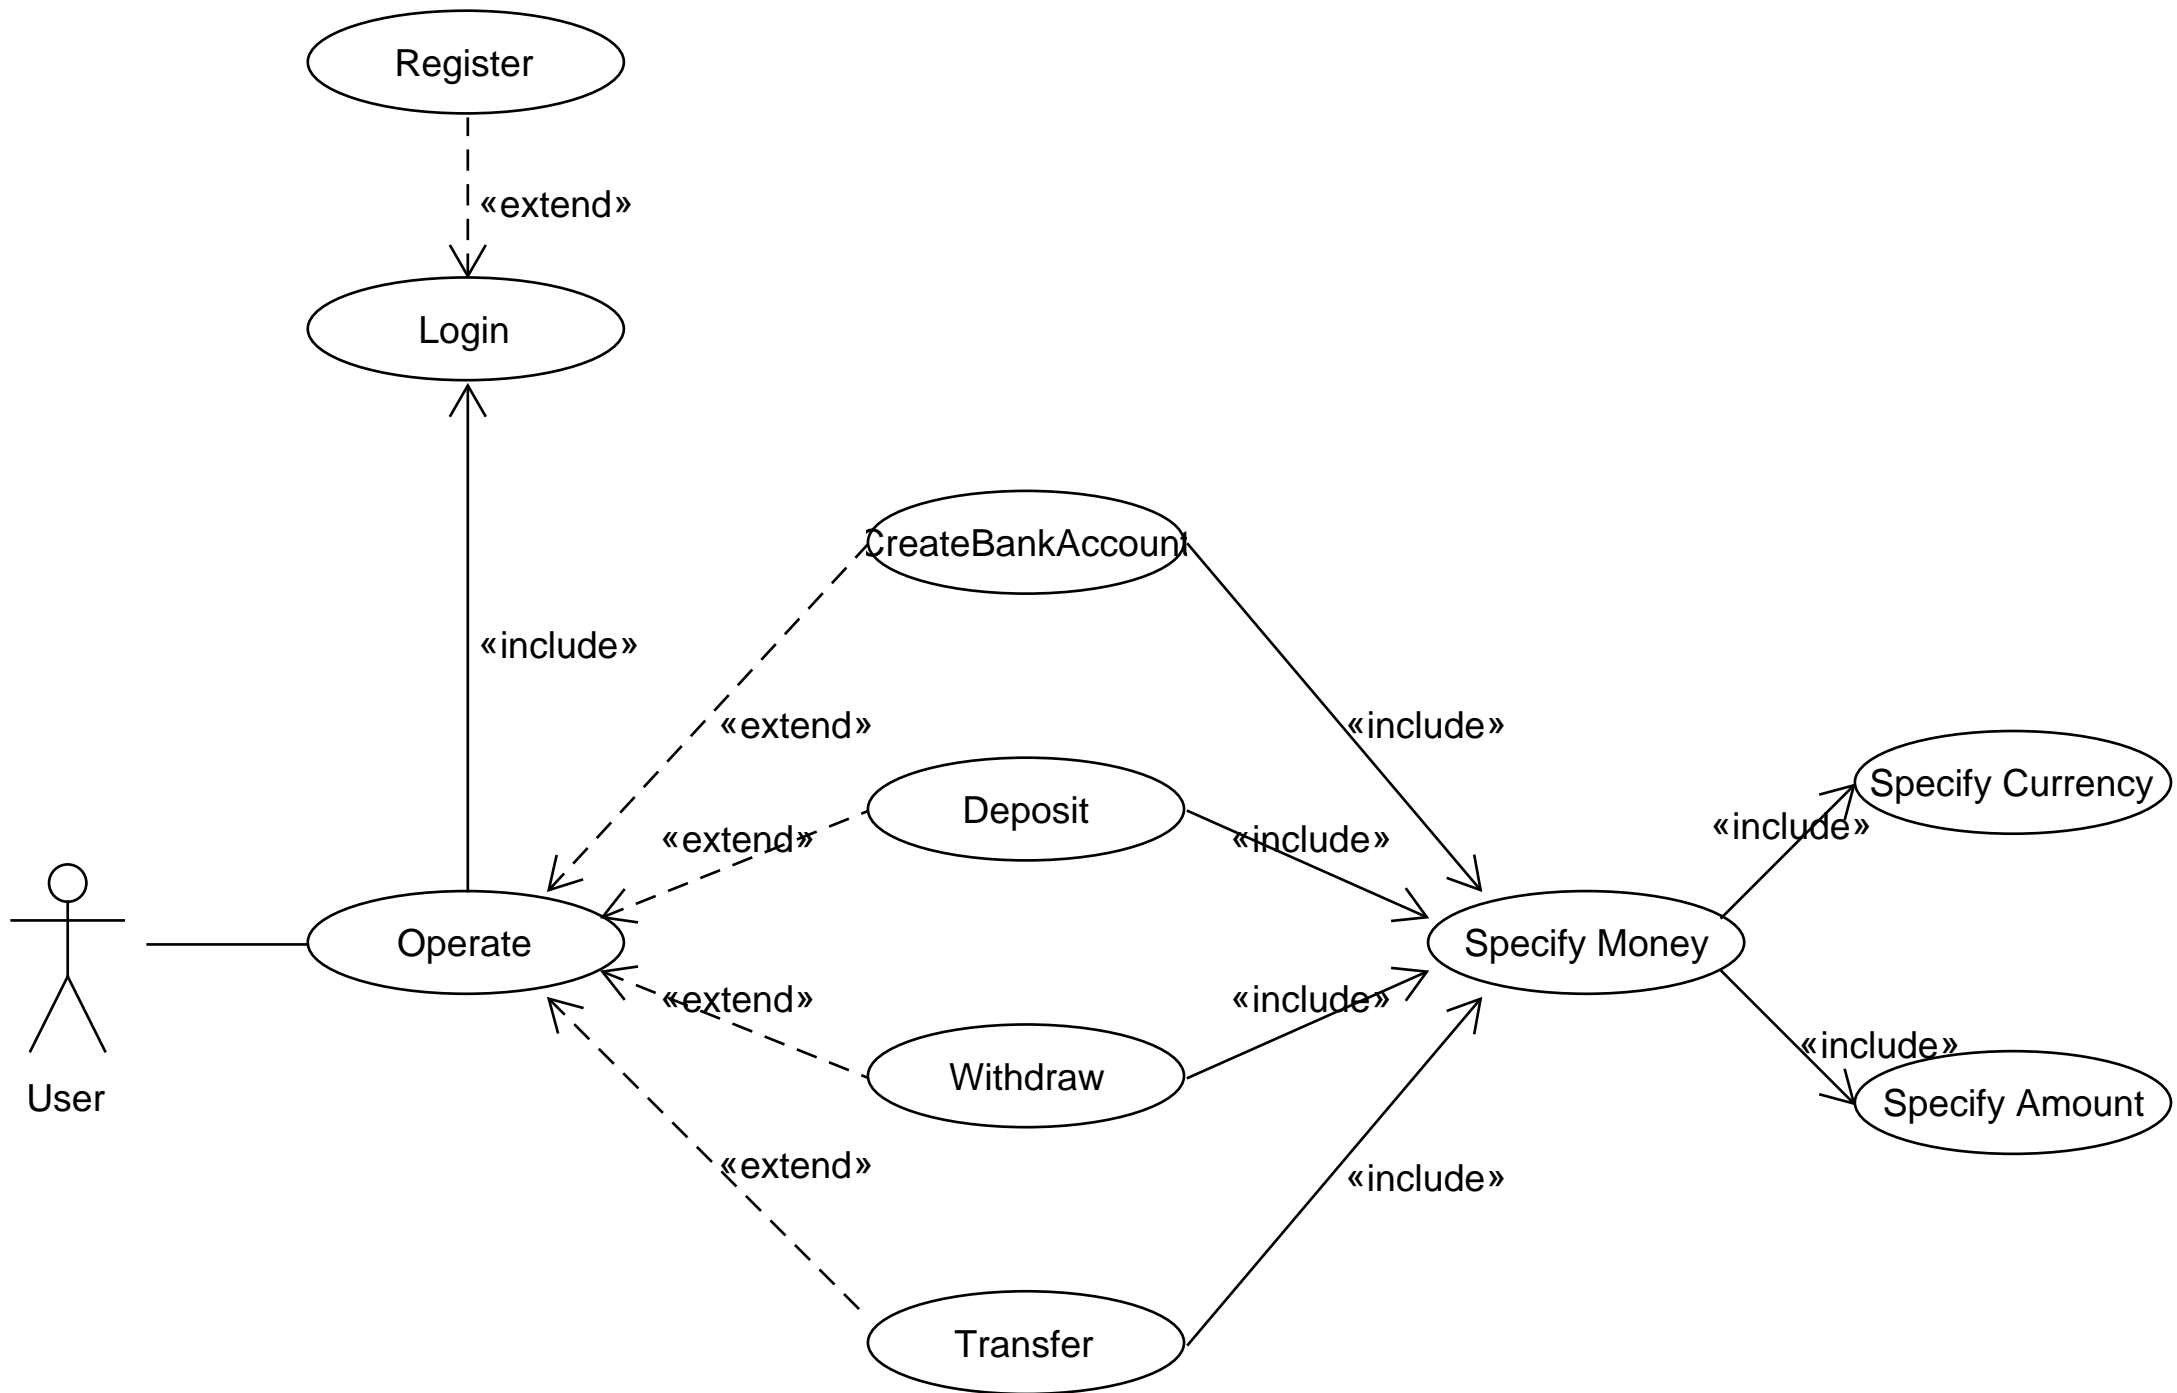 Register
«extend»
Login
«include»
CreateBankAccount
«extend»
«include»
Deposit
«extend»
«include»
Specify Currency
«include»
User
Operate
Specify Money
Withdraw
«extend»
«include»
«include»
Specify Amount
«extend»
«include»
Transfer